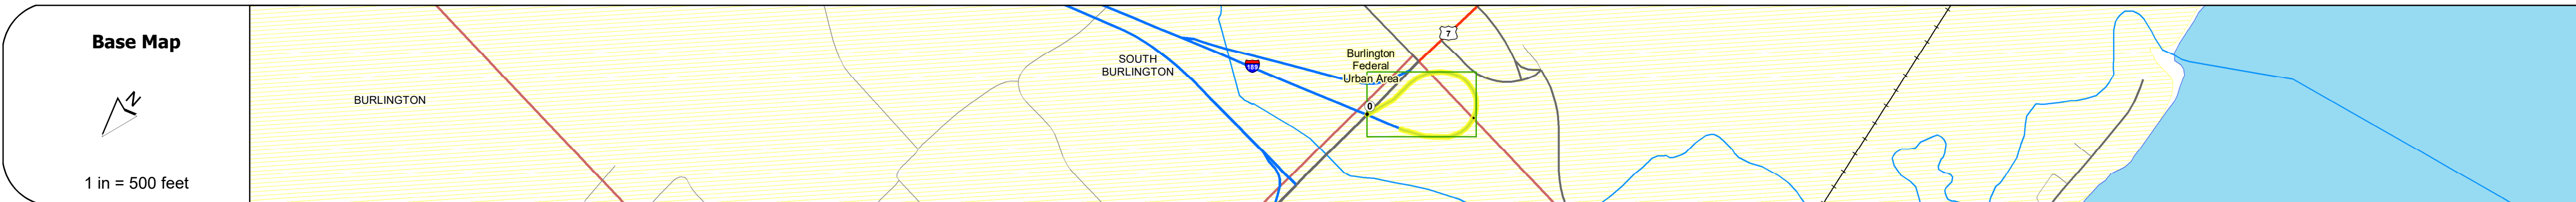 Base Map
N
1 in = 500 feet
BURLINGTON
SOUTH
BURLINGTON
189
Burlington
Federal
Urban Area
7
0